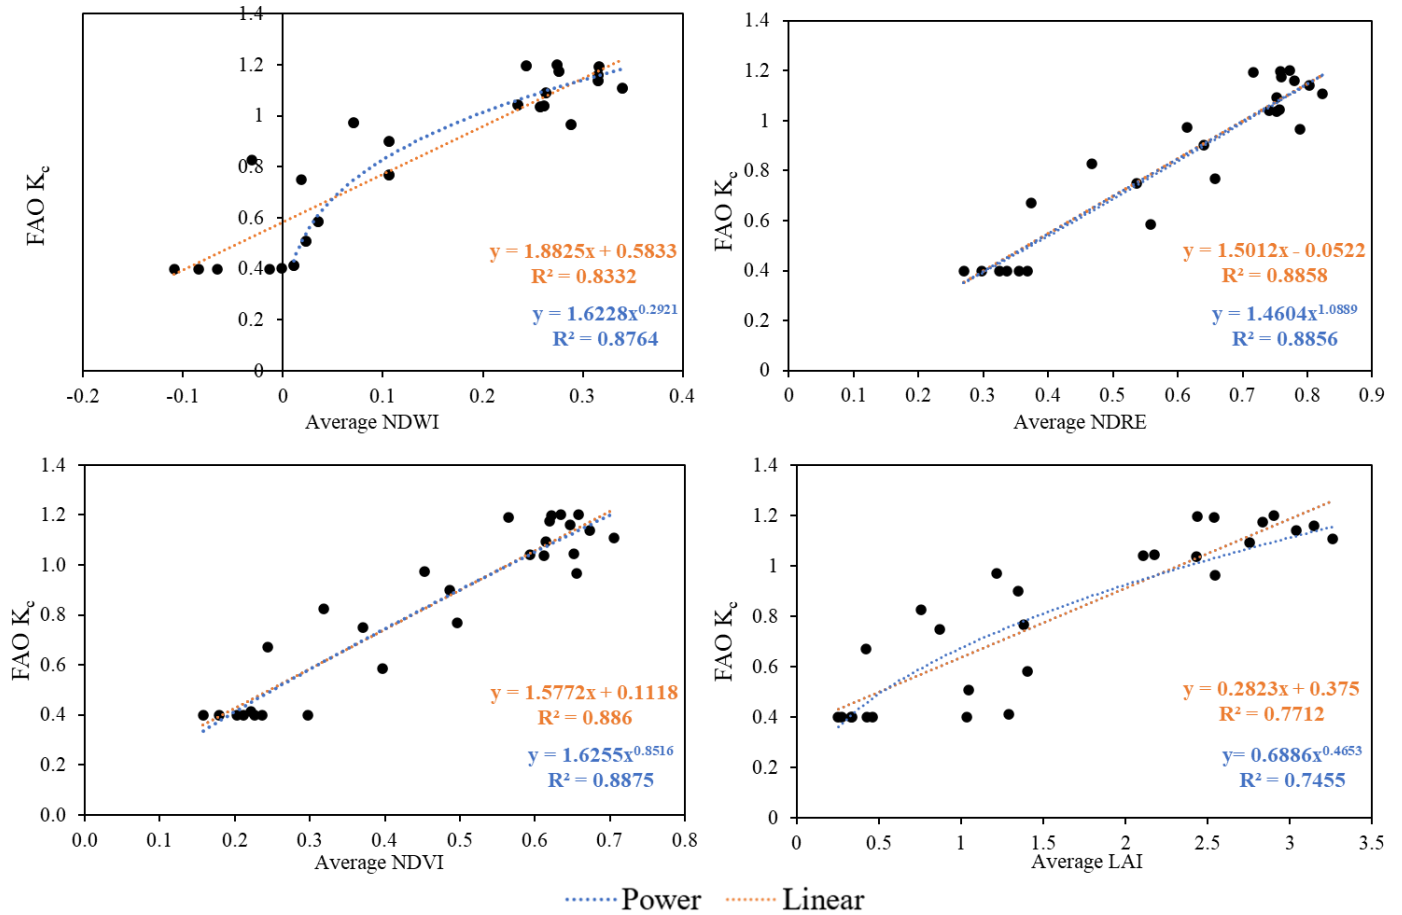 1.4
1.2
1
0.8
0.6
0.4
0.2
0
FAO Kc
y = 1.8825x + 0.5833
R² = 0.8332
y = 1.6228x^0.2921
R² = 0.8764
-0.2 -0.1 0 0.1 0.2 0.3 0.4
Average NDWI
1.4
1.2
1
0.8
0.6
0.4
0.2
0
FAO Kc
y = 1.5012x - 0.0522
R² = 0.8858
y = 1.4604x^1.0889
R² = 0.8856
0 0.1 0.2 0.3 0.4 0.5 0.6 0.7 0.8 0.9
Average NDRE
1.4
1.2
1.0
0.8
0.6
0.4
0.2
0.0
FAO Kc
y = 1.5772x + 0.1118
R² = 0.886
y = 1.6255x^0.8516
R² = 0.8875
0.0 0.1 0.2 0.3 0.4 0.5 0.6 0.7 0.8
Average NDVI
1.4
1.2
1
0.8
0.6
0.4
0.2
0
FAO Kc
y = 0.2823x + 0.375
R² = 0.7712
y= 0.6886x^0.4653
R² = 0.7455
0 0.5 1 1.5 2 2.5 3 3.5
Average LAI
Power Linear